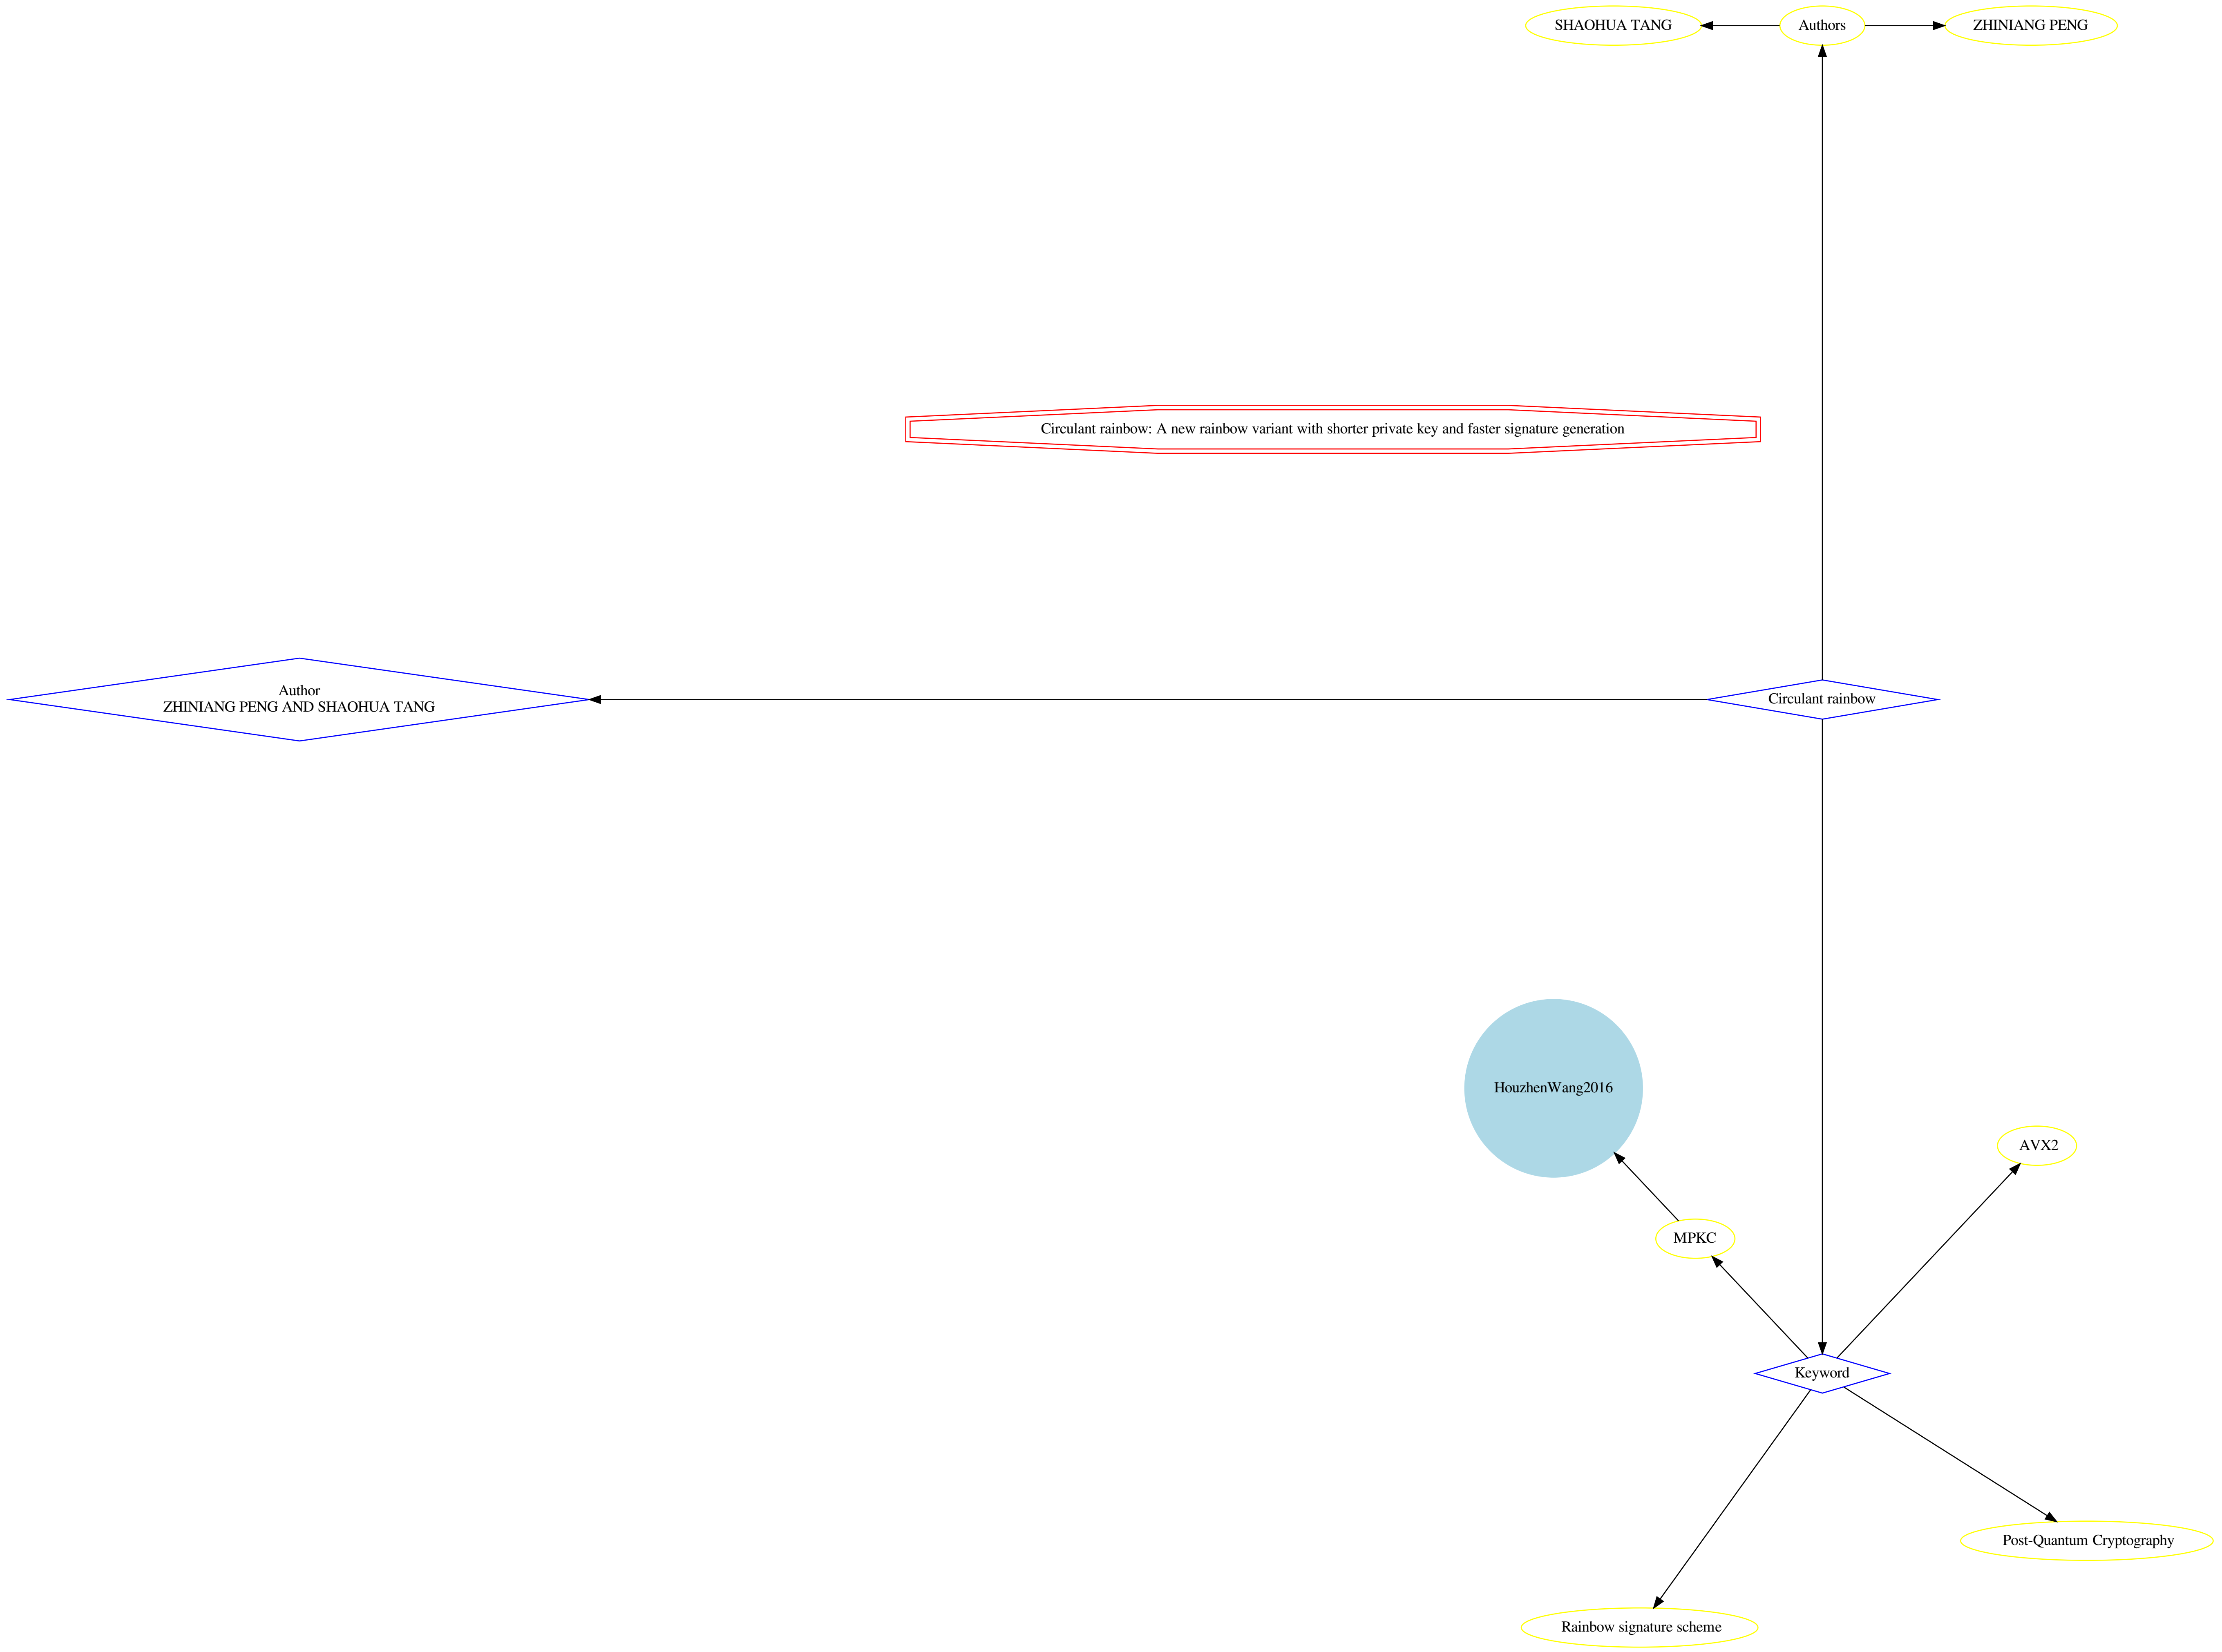 SHAOHUA TANG
Authors
ZHINIANG PENG
Circulant rainbow: A new rainbow variant with shorter private key and faster signature generation
Author
ZHINIANG PENG AND SHAOHUA TANG
Circulant rainbow
HouzhenWang2016
AVX2
MPKC
Keyword
Post-Quantum Cryptography
Rainbow signature scheme